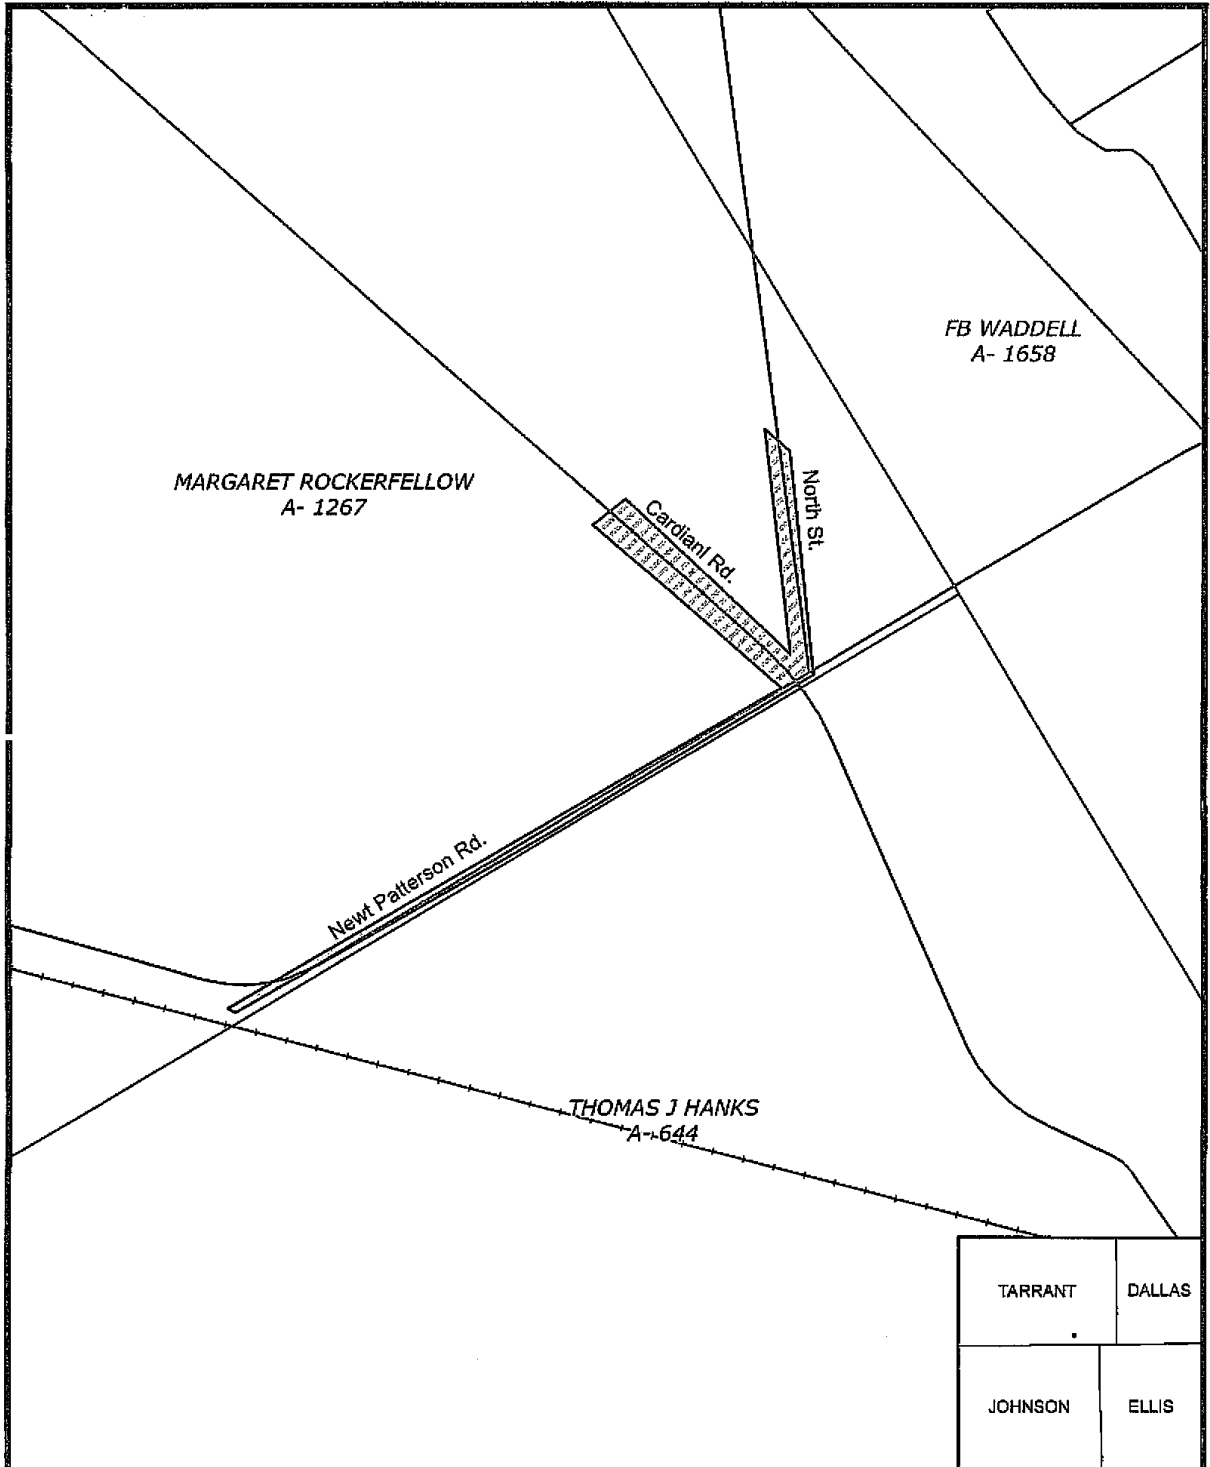 FB WADDELL
A- 1658
MARGARET ROCKERFELLOW
A- 1267
North St.
Cardianl Rd.
Newt Patterson Rd.
THOMAS J HANKS
A- 644
TARRANT
DALLAS
JOHNSON
ELLIS